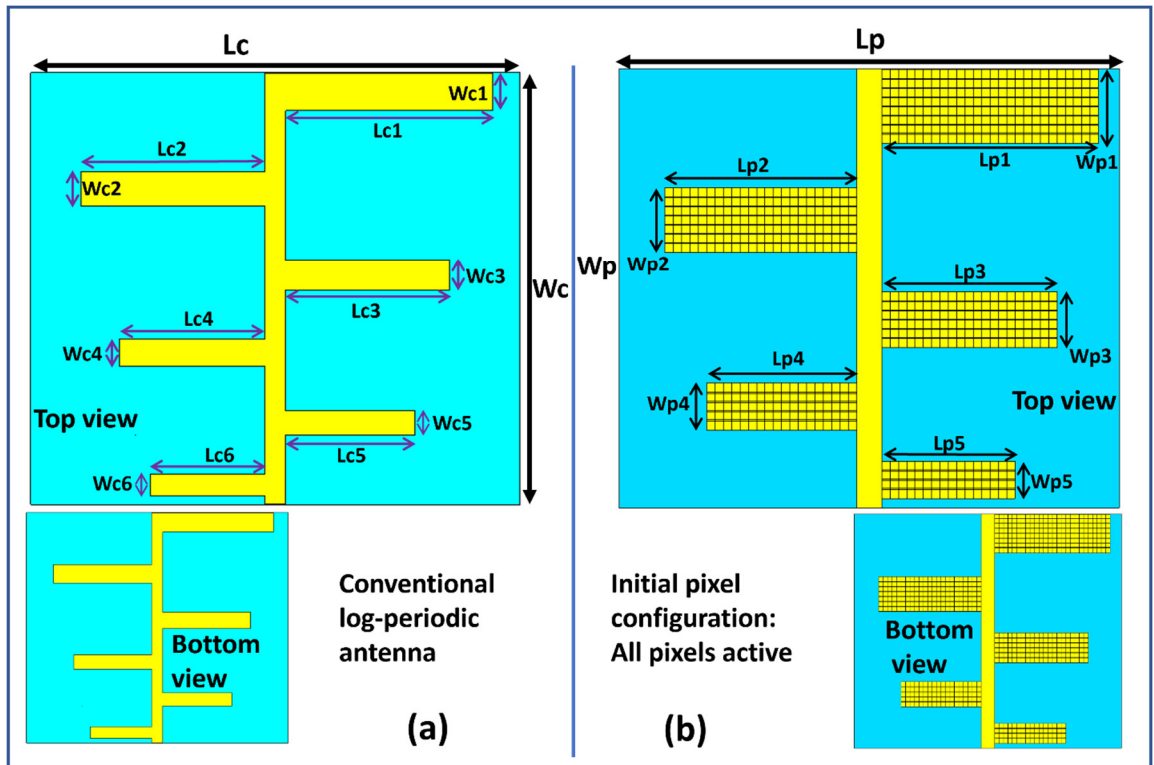 Lc
Wc1
Lc1
Lc2
Wc2
Wc3
Lc3
Wc
Lc4
Wc4
Top view
Wc5
Lc5
Lc6
Wc6
Bottom
view
Conventional
log-periodic
antenna
(a)
Lp
Lp1
Wp1
Lp2
Wp2
Wp
Lp3
Wp3
Lp4
Wp4
Top view
Lp5
Wp5
Initial pixel
configuration:
All pixels active
(b)
Bottom
view